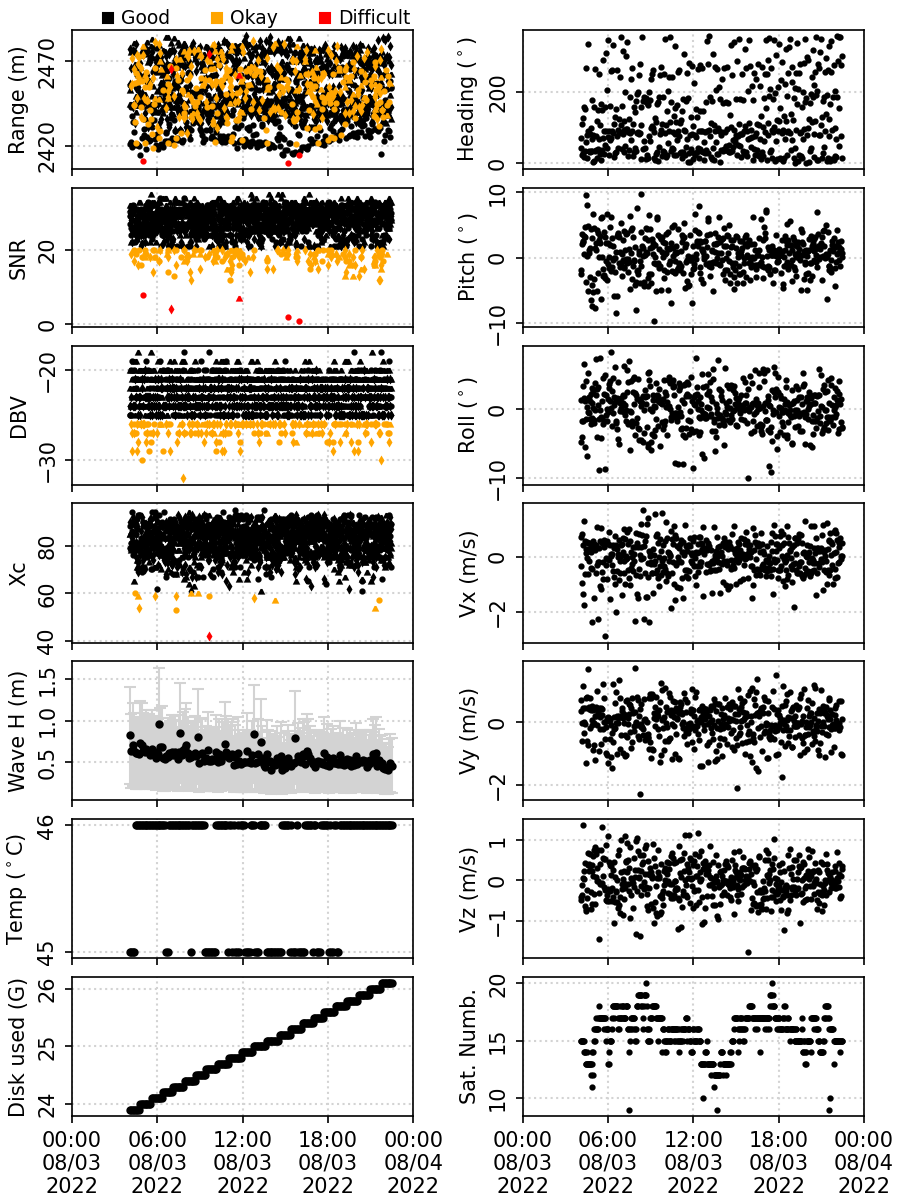 Good Okay Difficult
Range (m)
2470
2420
Heading (°)
200
0
SNR
20
0
Pitch (°)
10
0
−10
DBV
−20
−30
Roll (°)
0
−10
Xc
80
60
40
Vx (m/s)
0
−2
Wave H (m)
1.5
1.0
0.5
Vy (m/s)
0
−2
Temp (°C)
46
45
Vz (m/s)
1
0
−1
Disk used (G)
26
25
24
Sat. Numb.
20
15
10
00:00 06:00 12:00 18:00 00:00 00:00 06:00 12:00 18:00 00:00
08/03 08/03 08/03 08/03 08/04 08/03 08/03 08/03 08/03 08/04
2022 2022 2022 2022 2022 2022 2022 2022 2022 2022